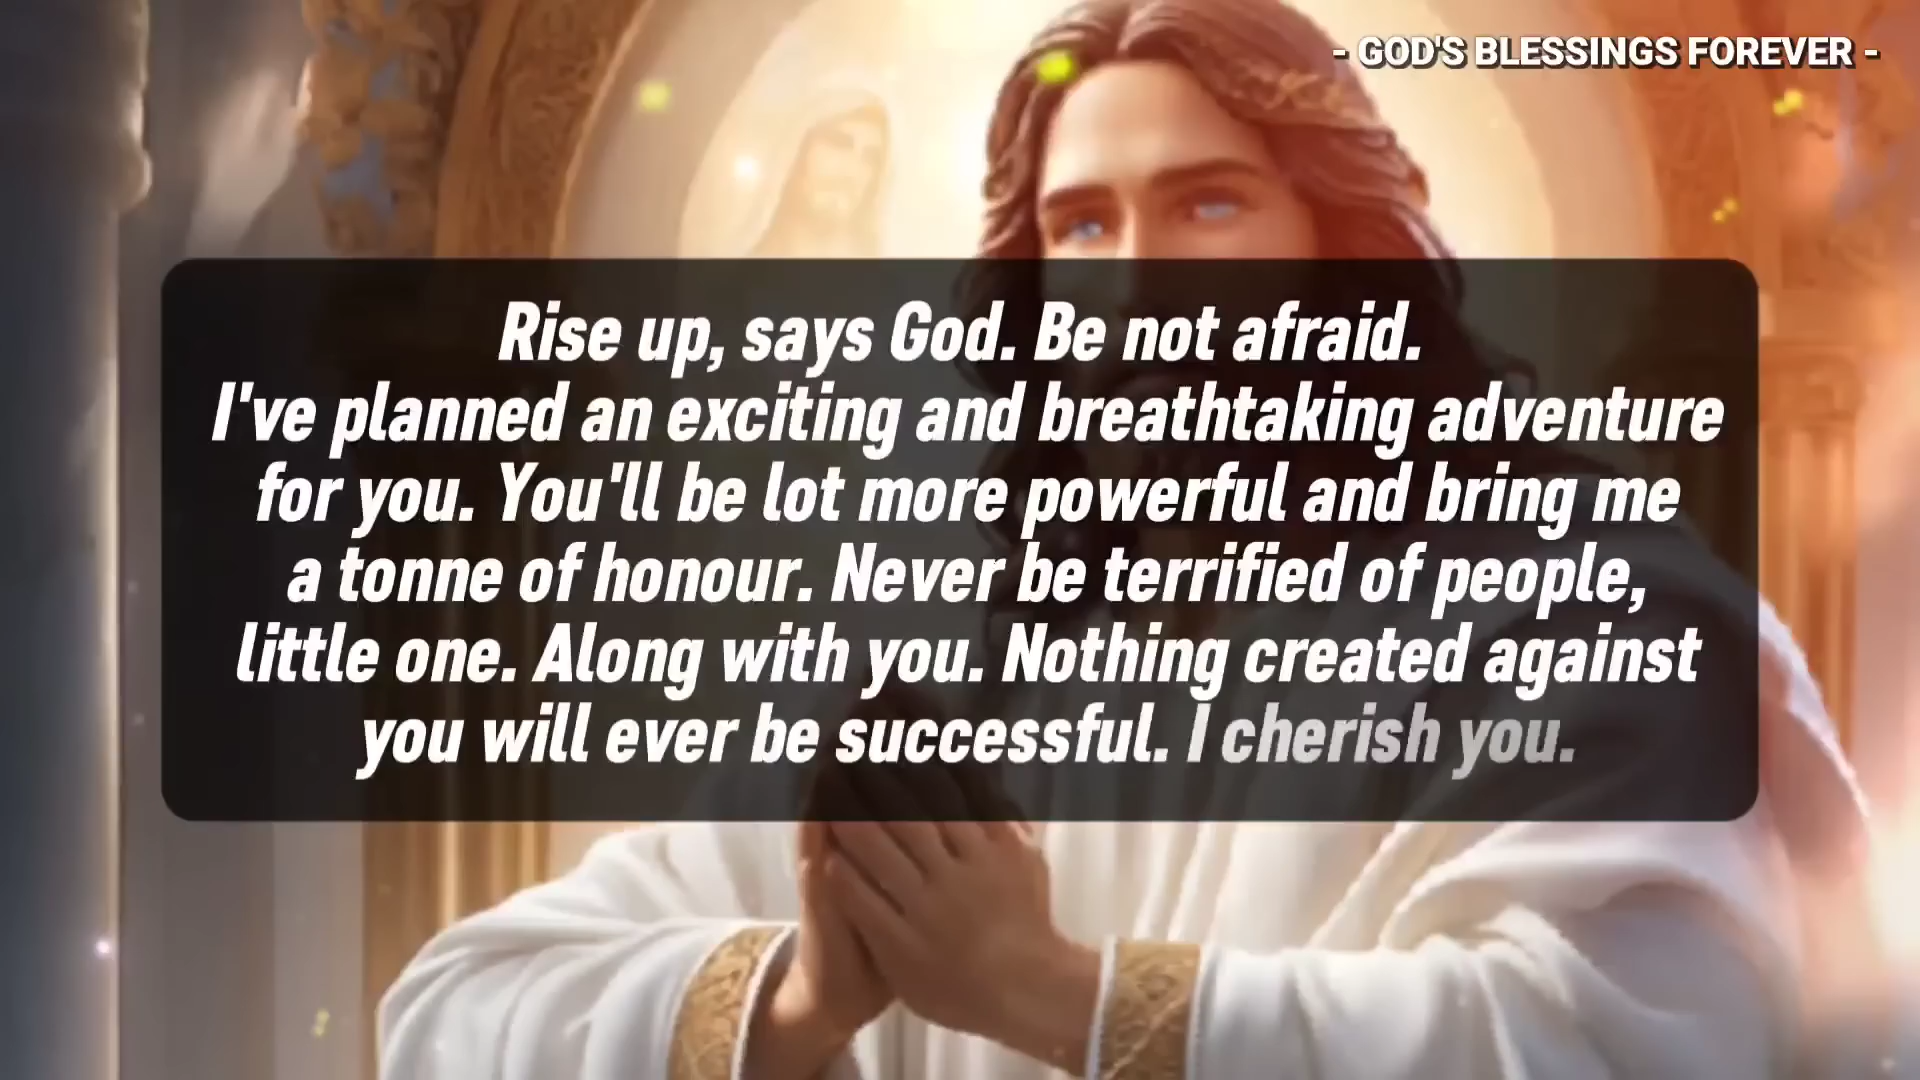 - GOD'S BLESSINGS FOREVER -
Rise up, says God. Be not afraid.
I've planned an exciting and breathtaking adventure
for you. You'll be lot more powerful and bring me
a tonne of honour. Never be terrified of people,
little one. Along with you. Nothing created against
you will ever be successful. I cherish you.